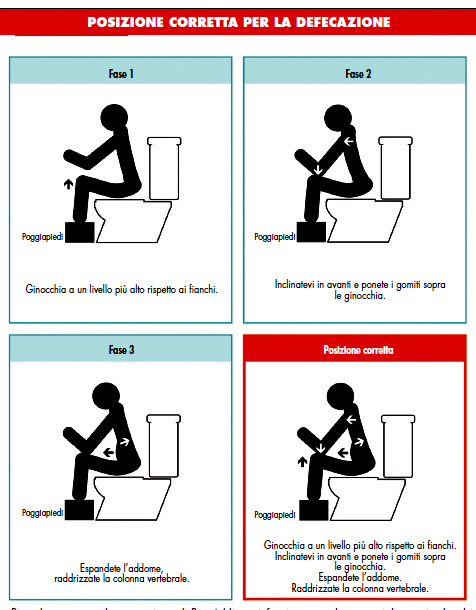 POSIZIONE CORRETTA PER LA DEFECAZIONE
Fase 1
Poggiapiedi
Ginocchia a un livello più alto rispetto ai fianchi.
Fase 2
Poggiapiedi
Inclinatevi in avanti e ponete i gomiti sopra
le ginocchia.
Fase 3
Poggiapiedi
Espandete l'addome,
raddrizzate la colonna vertebrale.
Posizione corretta
Poggiapiedi
Ginocchia a un livello più alto rispetto ai fianchi.
Inclinatevi in avanti e ponete i gomiti sopra
le ginocchia.
Espandete l'addome.
Raddrizzate la colonna vertebrale.